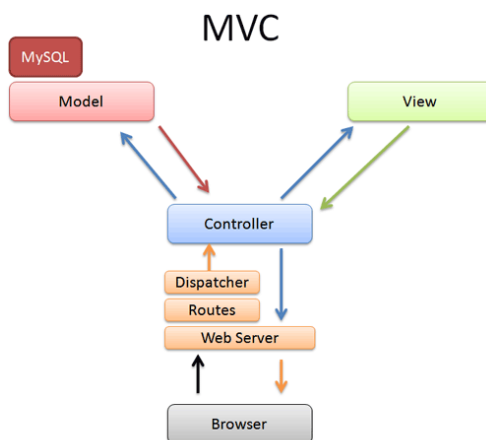 MVC
MySQL
Model
View
Controller
Dispatcher
Routes
Web Server
Browser